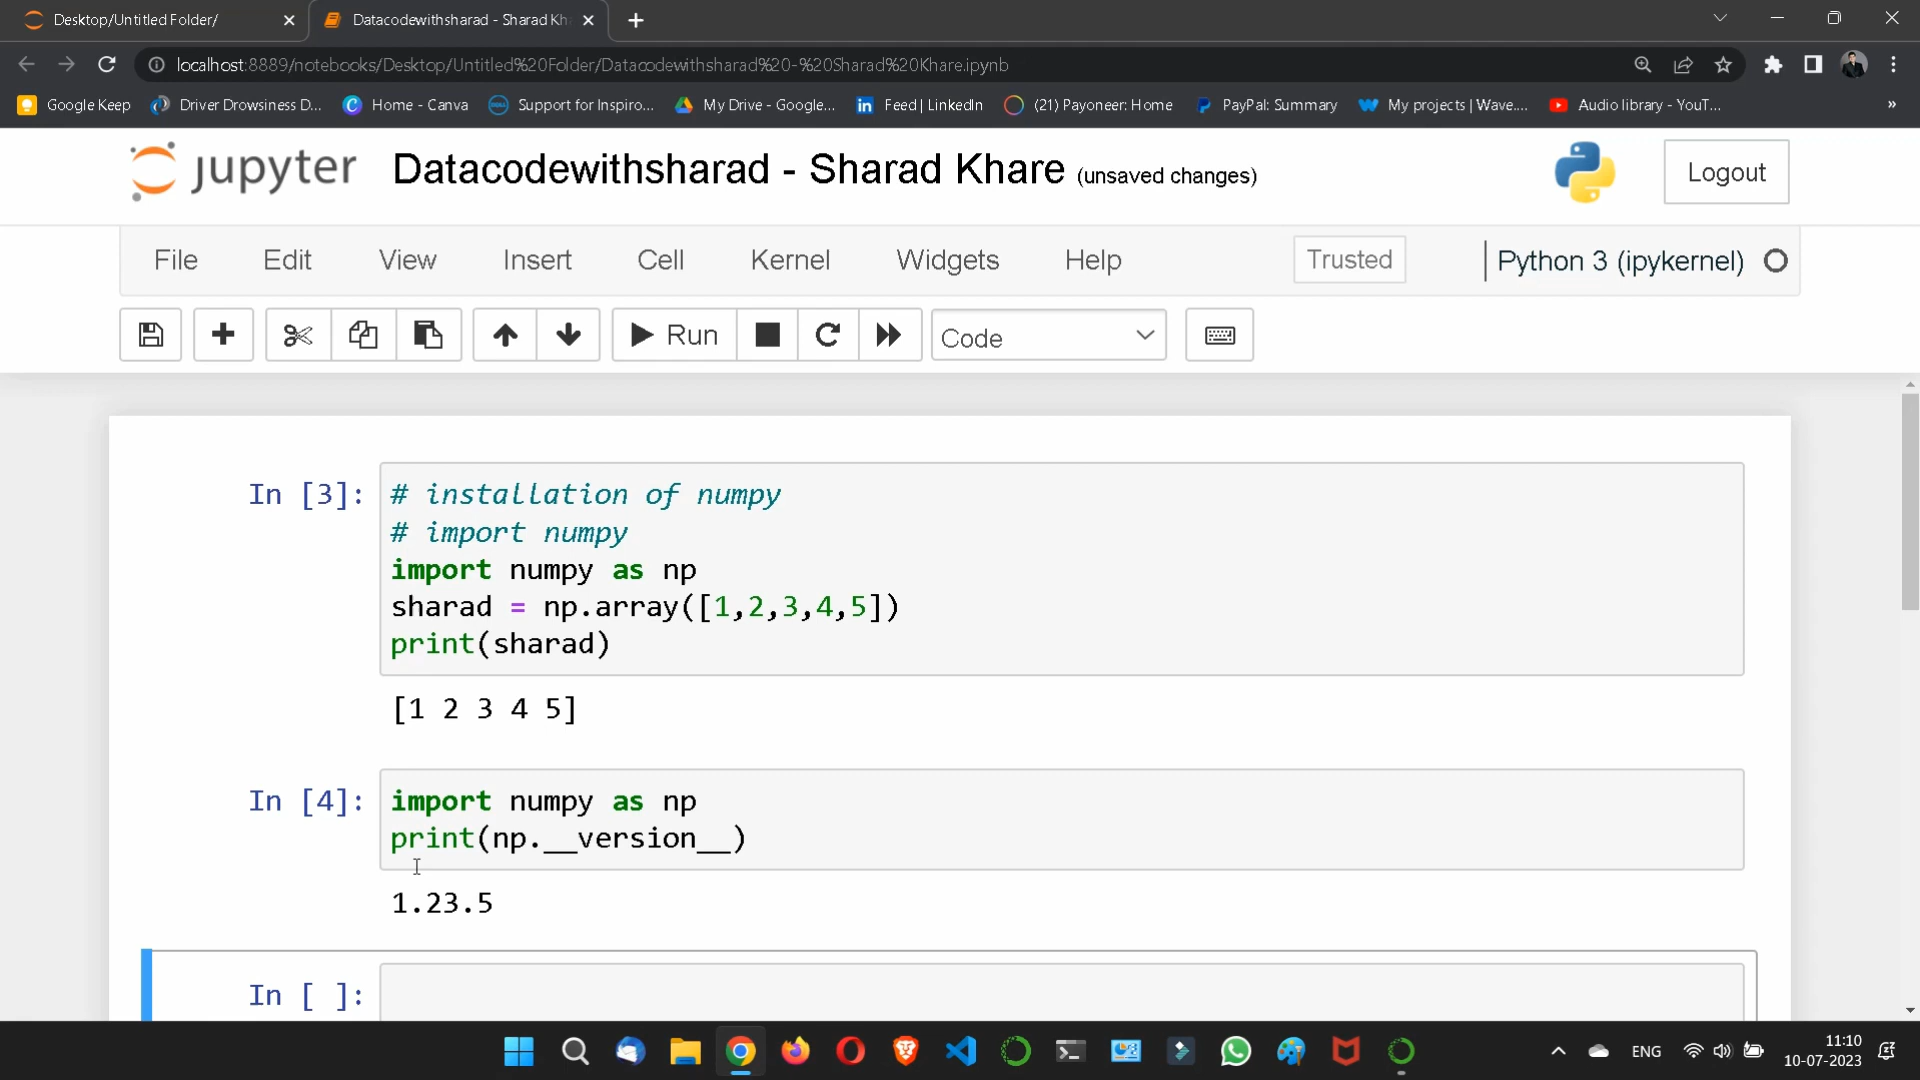 Desktop/Untitled Folder/
Datacodewithsharad - Sharad Kh
localhost:8889/notebooks/Desktop/Untitled%20Folder/Datacodewithsharad%20-%20Sharad%20Khare.ipynb
Google Keep
Driver Drowsiness D...
Home - Canva
Support for Inspiro...
My Drive - Google...
Feed | LinkedIn
(21) Payoneer: Home
PayPal: Summary
My projects | Wave....
Audio library - YouT...
»
jupyter Datacodewithsharad - Sharad Khare (unsaved changes)
Logout
File Edit View Insert Cell Kernel Widgets Help Trusted Python 3 (ipykernel)
Run Code
In [3]: # installation of numpy
# import numpy
import numpy as np
sharad = np.array([1,2,3,4,5])
print(sharad)
[1 2 3 4 5]
In [4]: import numpy as np
print(np.__version__)
1.23.5
In [ ]:
ENG
11:10
10-07-2023